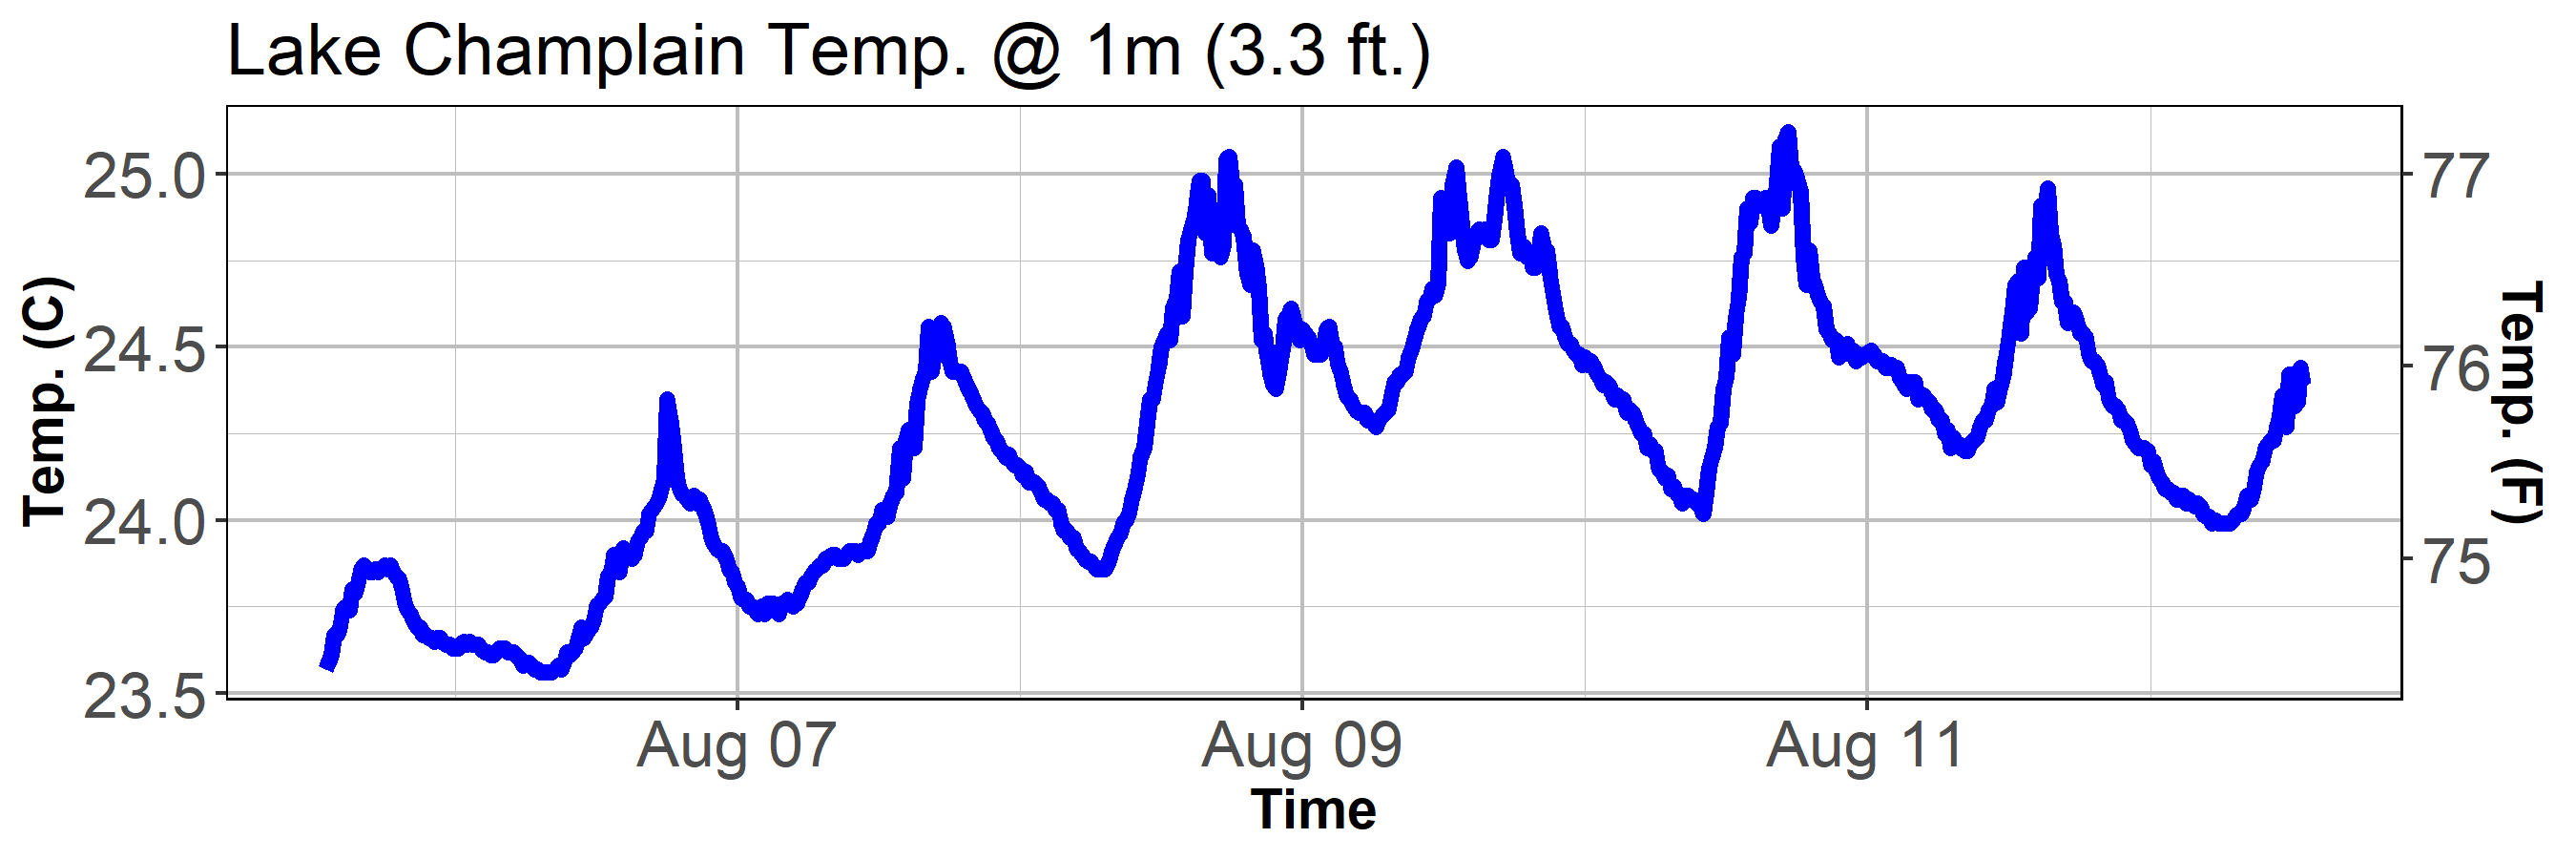 Lake Champlain Temp. @ 1m (3.3 ft.)
Temp. (C)
25.0
24.5
24.0
23.5
77
76
75
Temp. (F)
Aug 07
Aug 09
Aug 11
Time